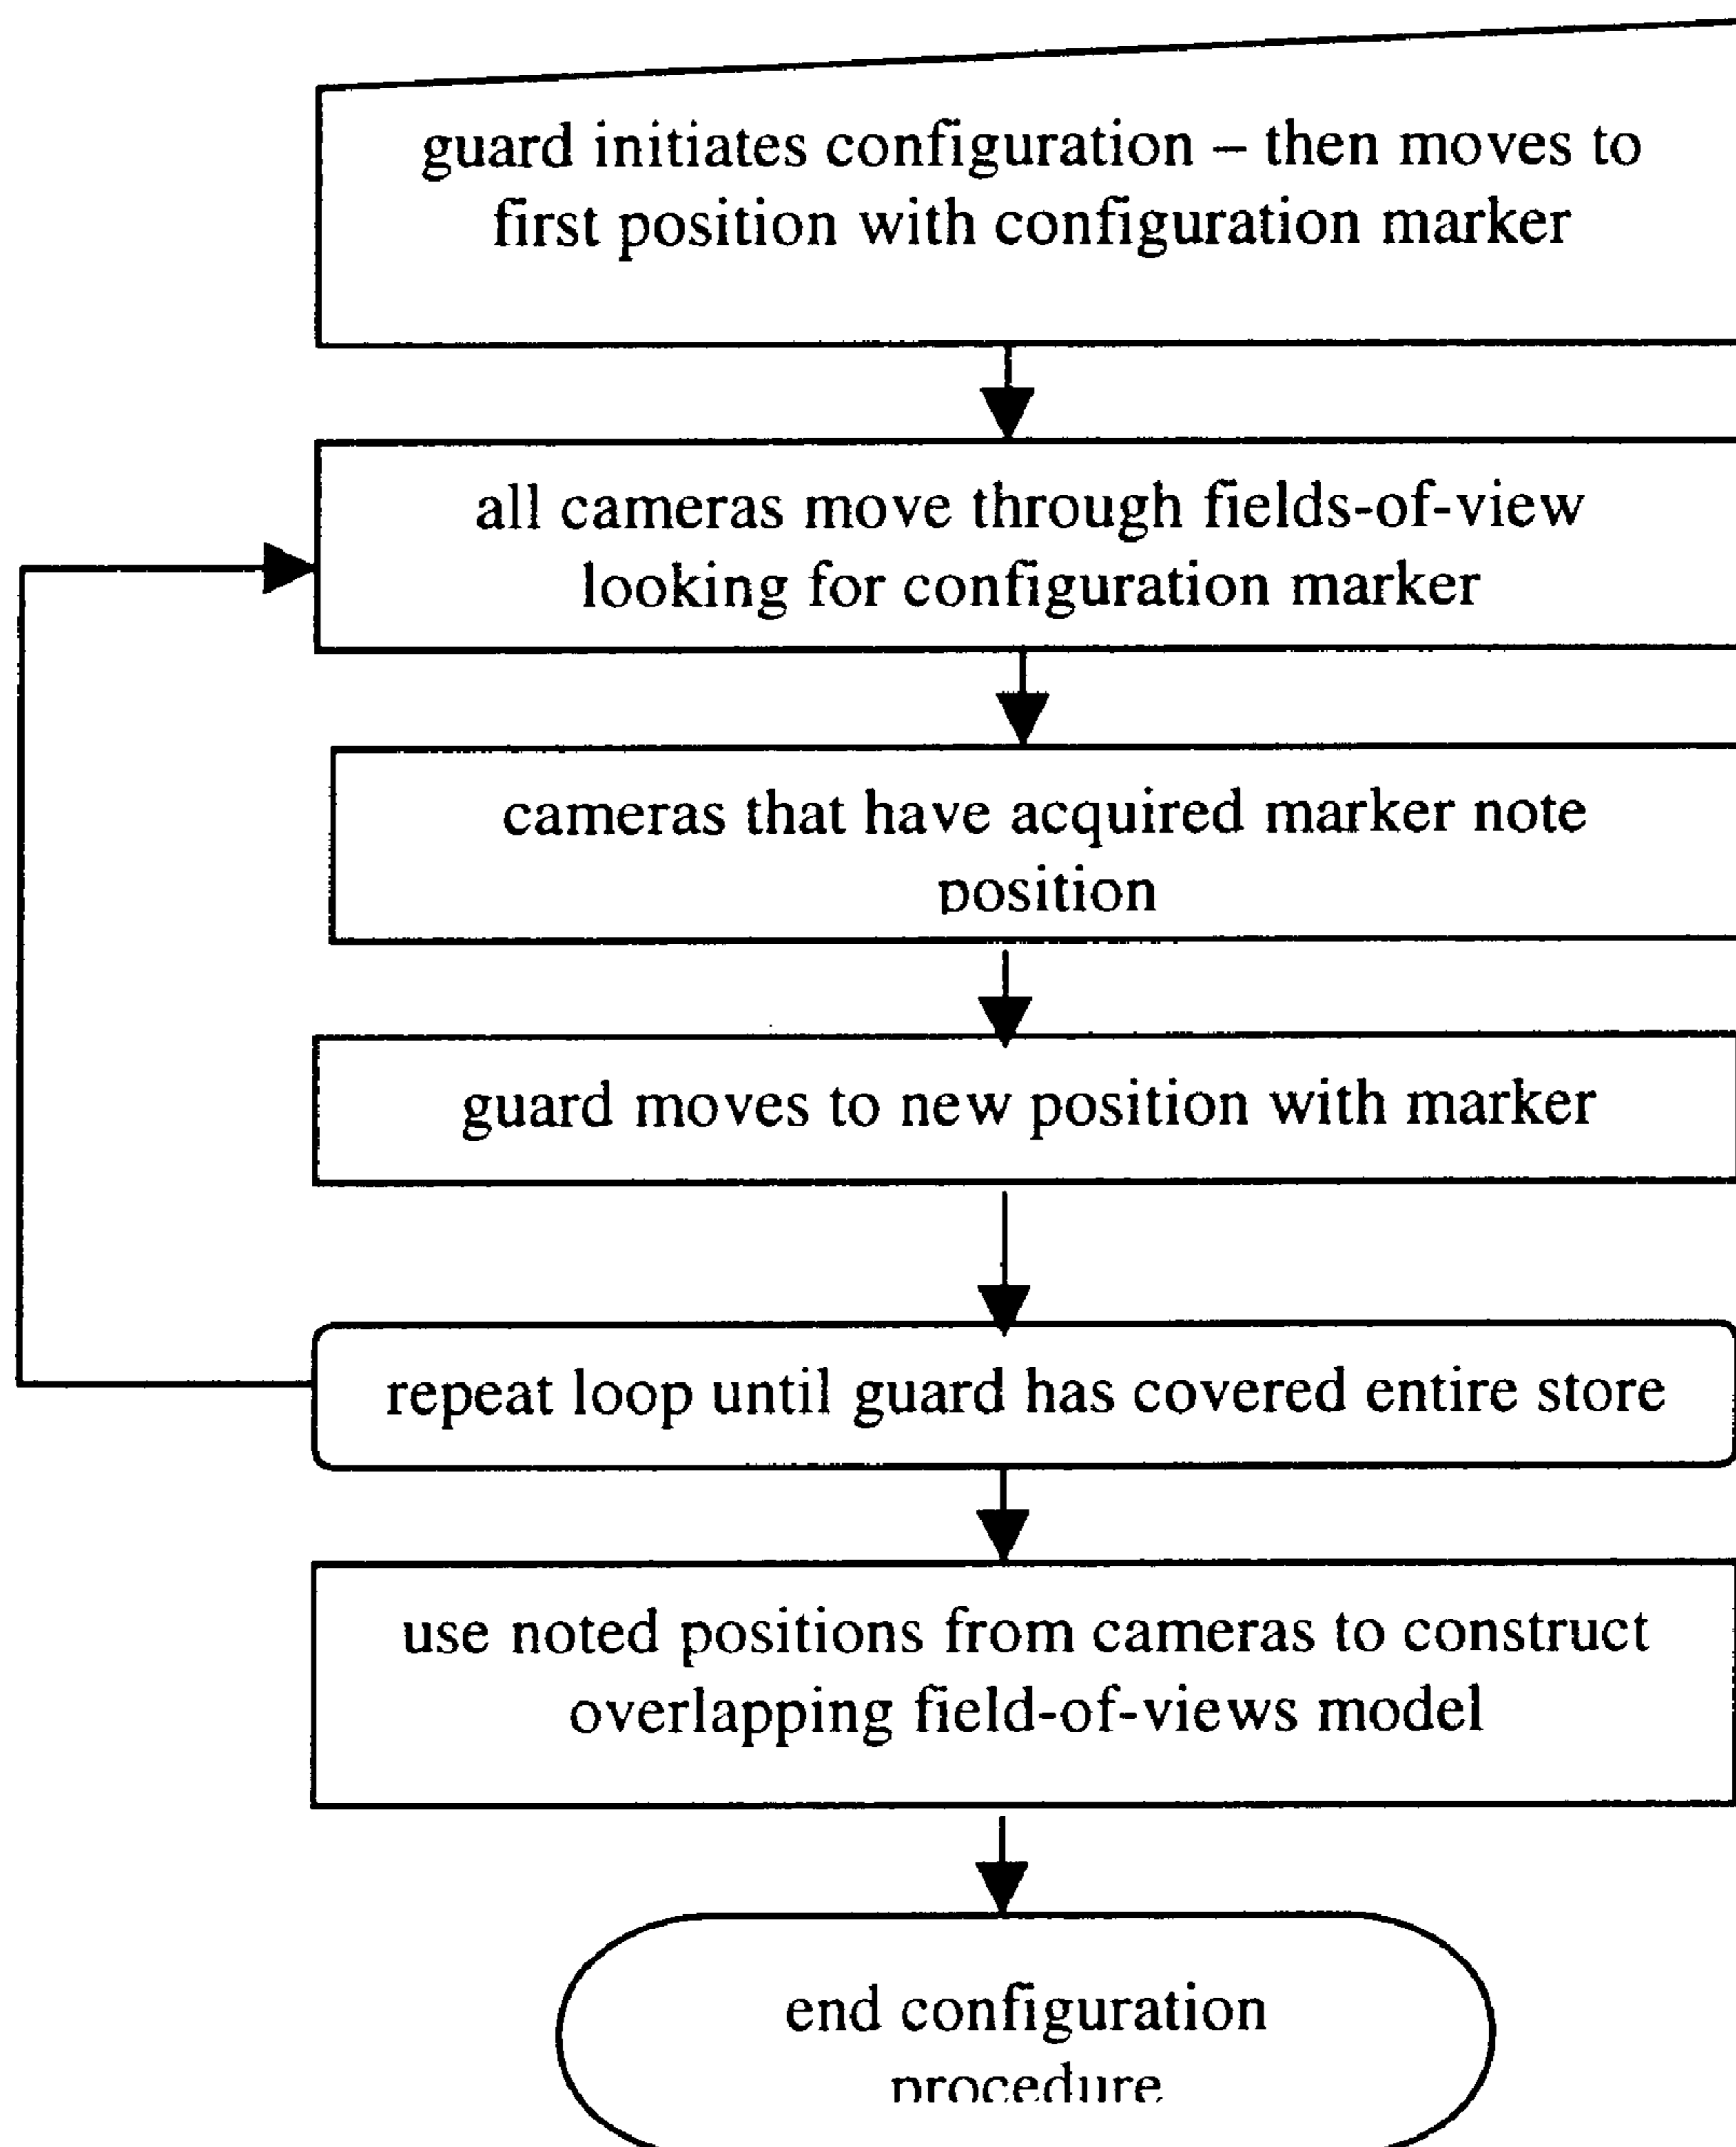 guard initiates configuration – then moves to
first position with configuration marker
all cameras move through fields-of-view
looking for configuration marker
cameras that have acquired marker note
position
guard moves to new position with marker
repeat loop until guard has covered entire store
use noted positions from cameras to construct
overlapping field-of-views model
end configuration
procedure